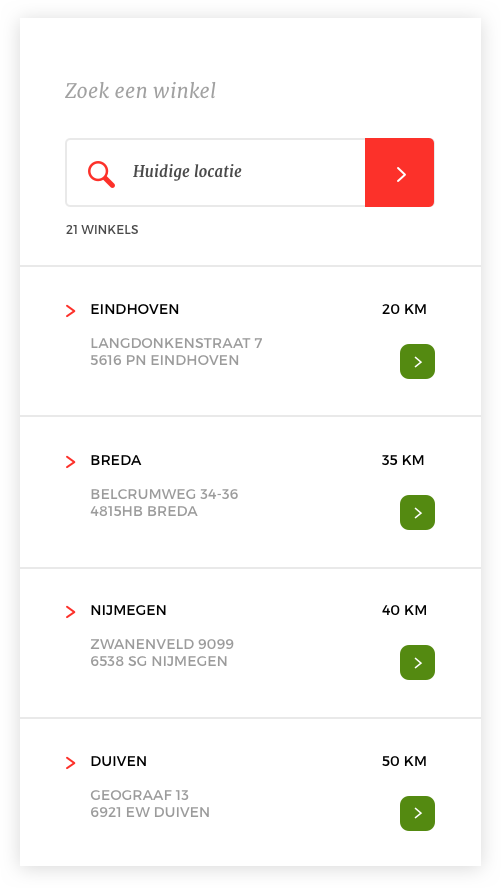 Zoek een winkel
Huidige locatie
21 WINKELS
EINDHOVEN 20 KM
LANGDONKENSTRAAT 7
5616 PN EINDHOVEN
BREDA 35 KM
BELCRUMWEG 34-36
4815HB BREDA
NIJMEGEN 40 KM
ZWANENVELD 9099
6538 SG NIJMEGEN
DUIVEN 50 KM
GEOGRAAF 13
6921 EW DUIVEN